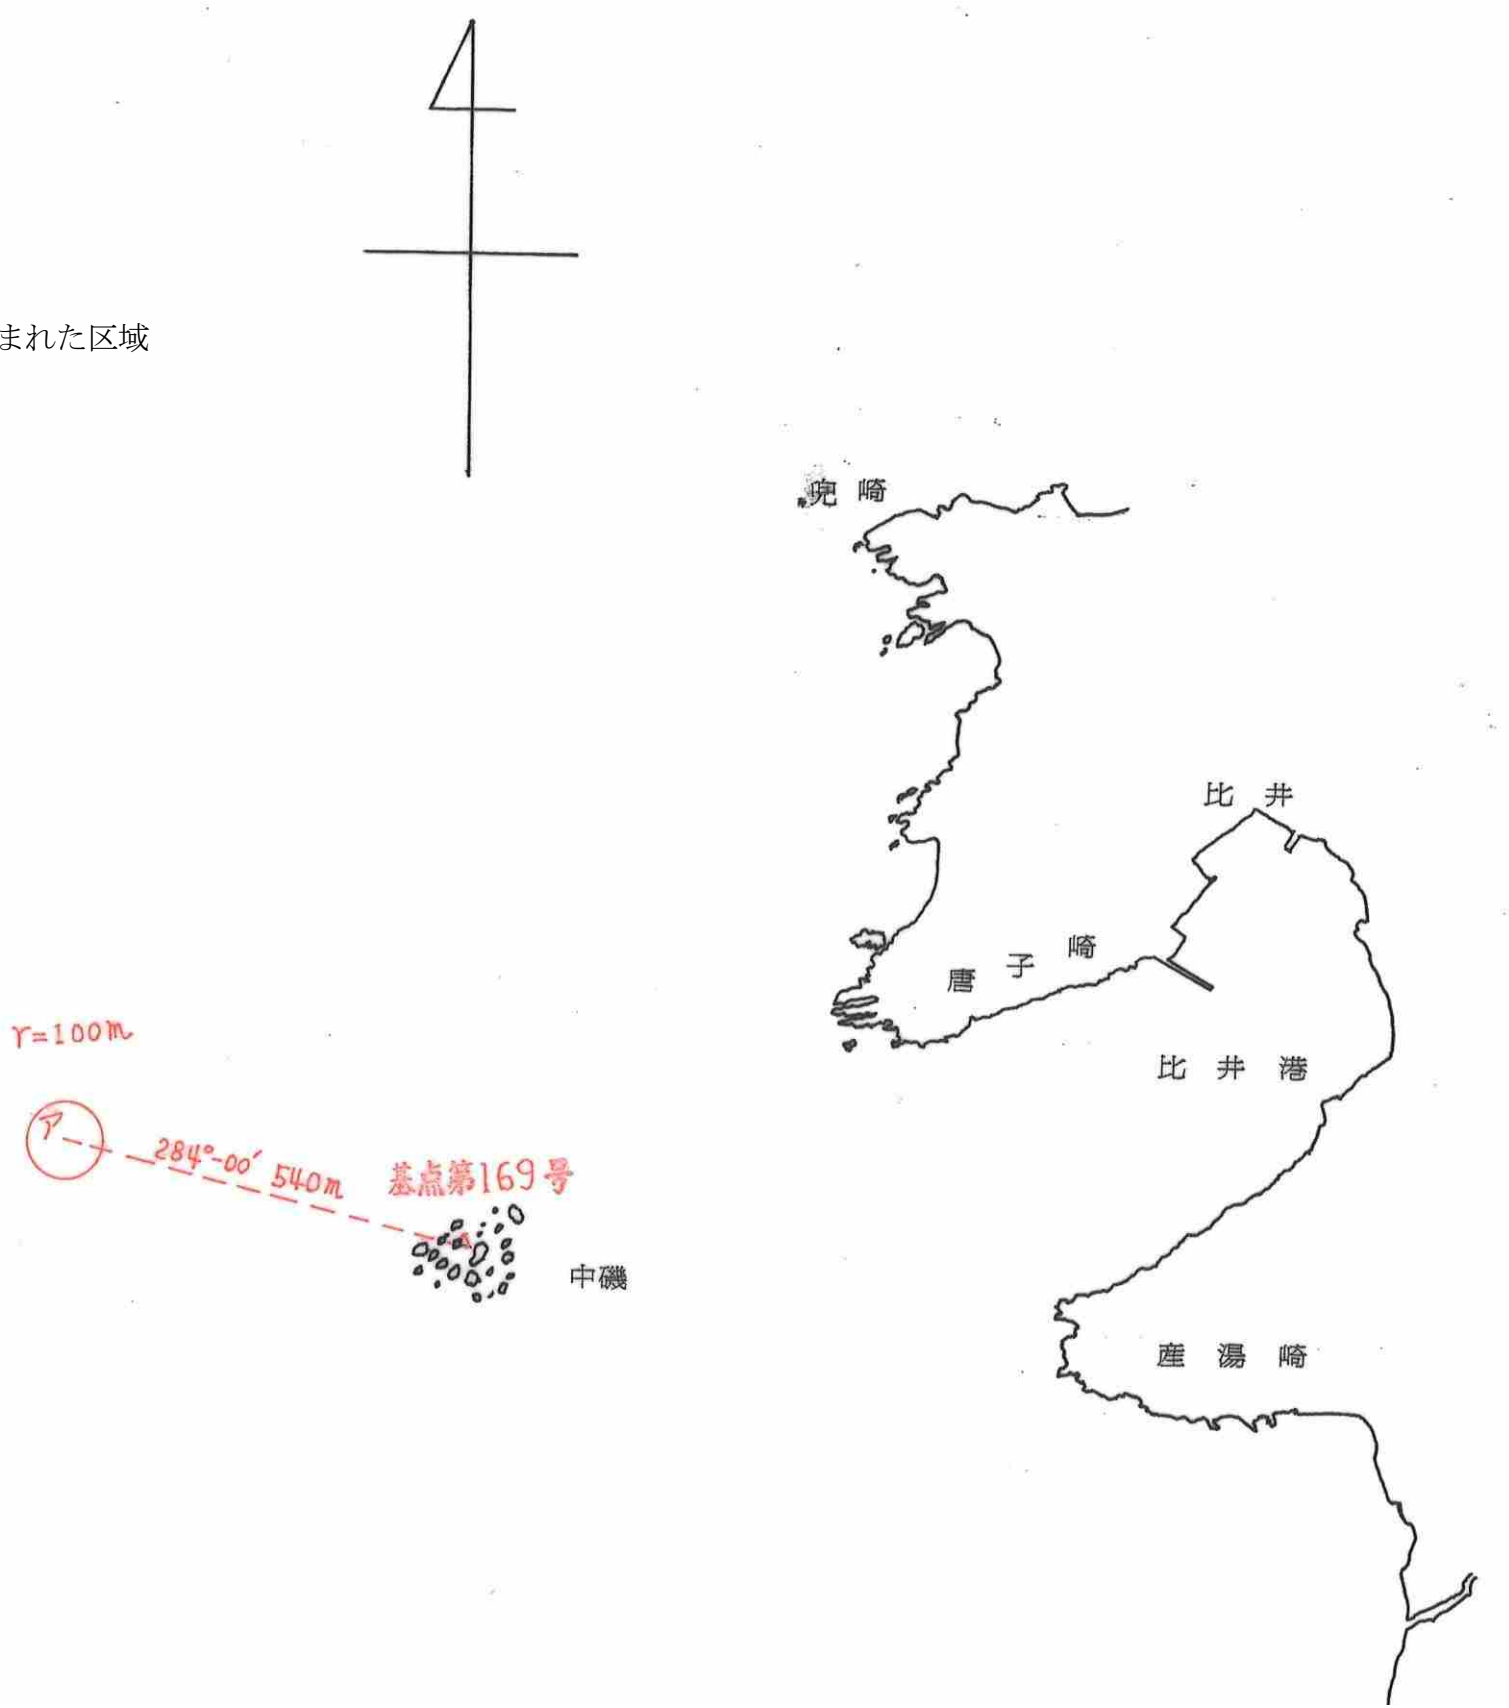 まれた区域
兜崎
比井
唐子崎
r=100m
比井港
ア
284°-00′ 540m
基点第169号
中磯
産湯崎